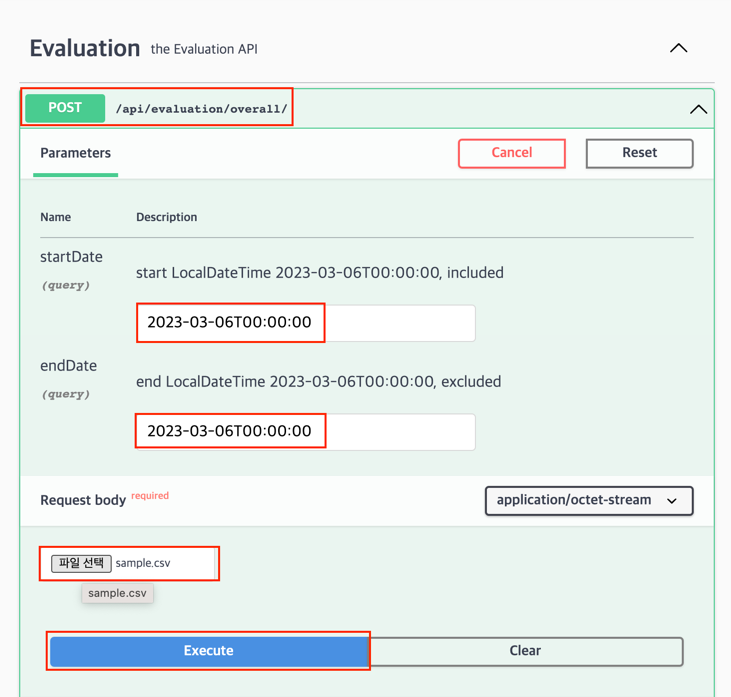 Evaluation the Evaluation API
POST /api/evaluation/overall/
Parameters Cancel Reset
Name Description
startDate
(query)
start LocalDateTime 2023-03-06T00:00:00, included
2023-03-06T00:00:00
endDate
(query)
end LocalDateTime 2023-03-06T00:00:00, excluded
2023-03-06T00:00:00
Request body required application/octet-stream
파일 선택 sample.csv
sample.csv
Execute Clear